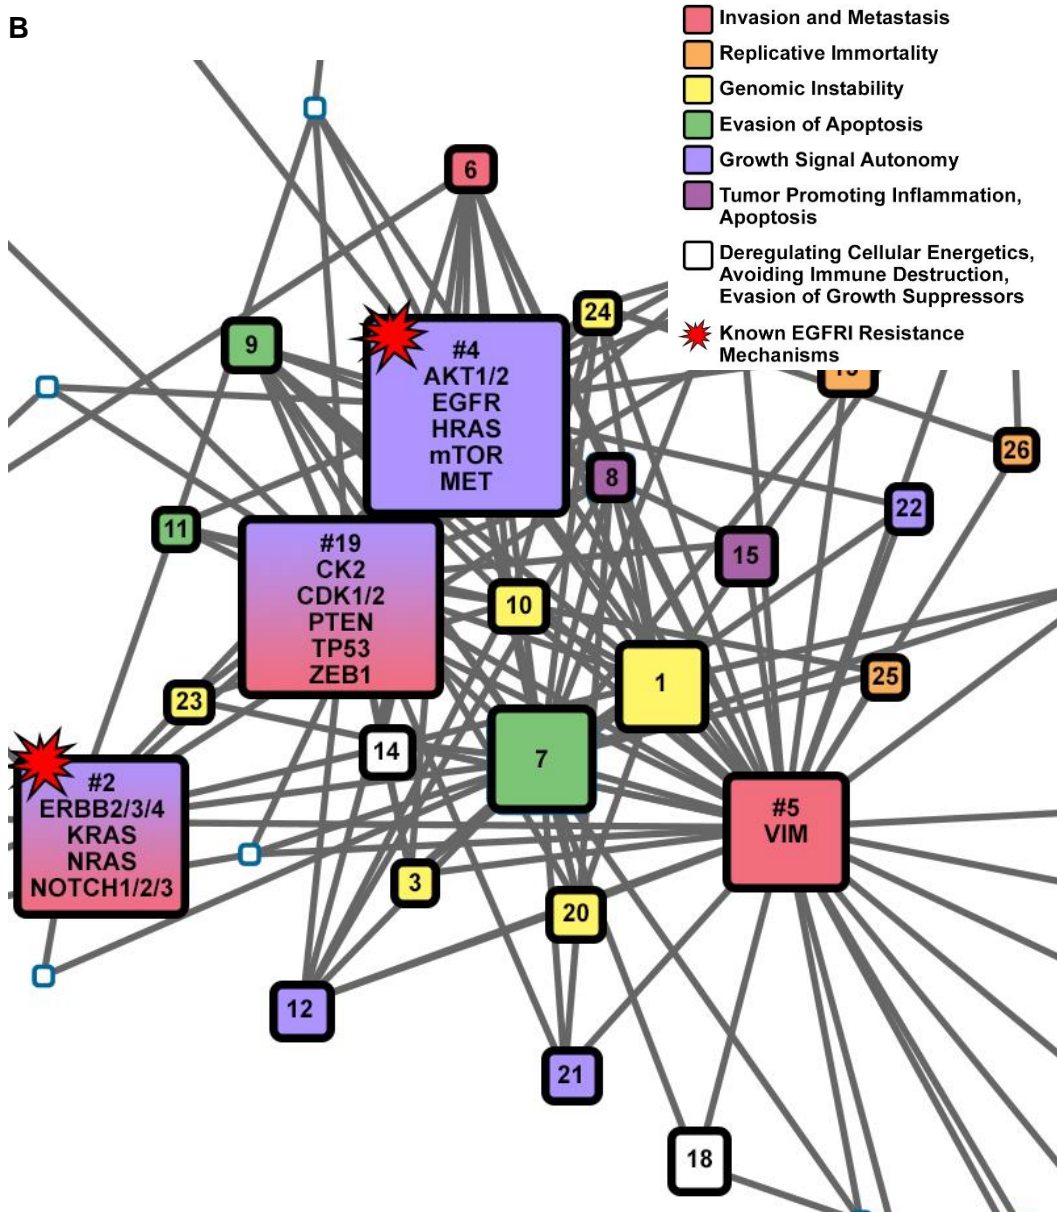 B
Invasion and Metastasis
Replicative Immortality
Genomic Instability
Evasion of Apoptosis
Growth Signal Autonomy
Tumor Promoting Inflammation,
Apoptosis
Deregulating Cellular Energetics,
Avoiding Immune Destruction,
Evasion of Growth Suppressors
Known EGFRI Resistance
Mechanisms
6
24
9
#4
AKT1/2
EGFR
HRAS
mTOR
MET
26
8
22
11
15
#19
CK2
CDK1/2
PTEN
TP53
ZEB1
10
1
25
23
14
7
#2
ERBB2/3/4
KRAS
NRAS
NOTCH1/2/3
#5
VIM
3
20
12
21
18